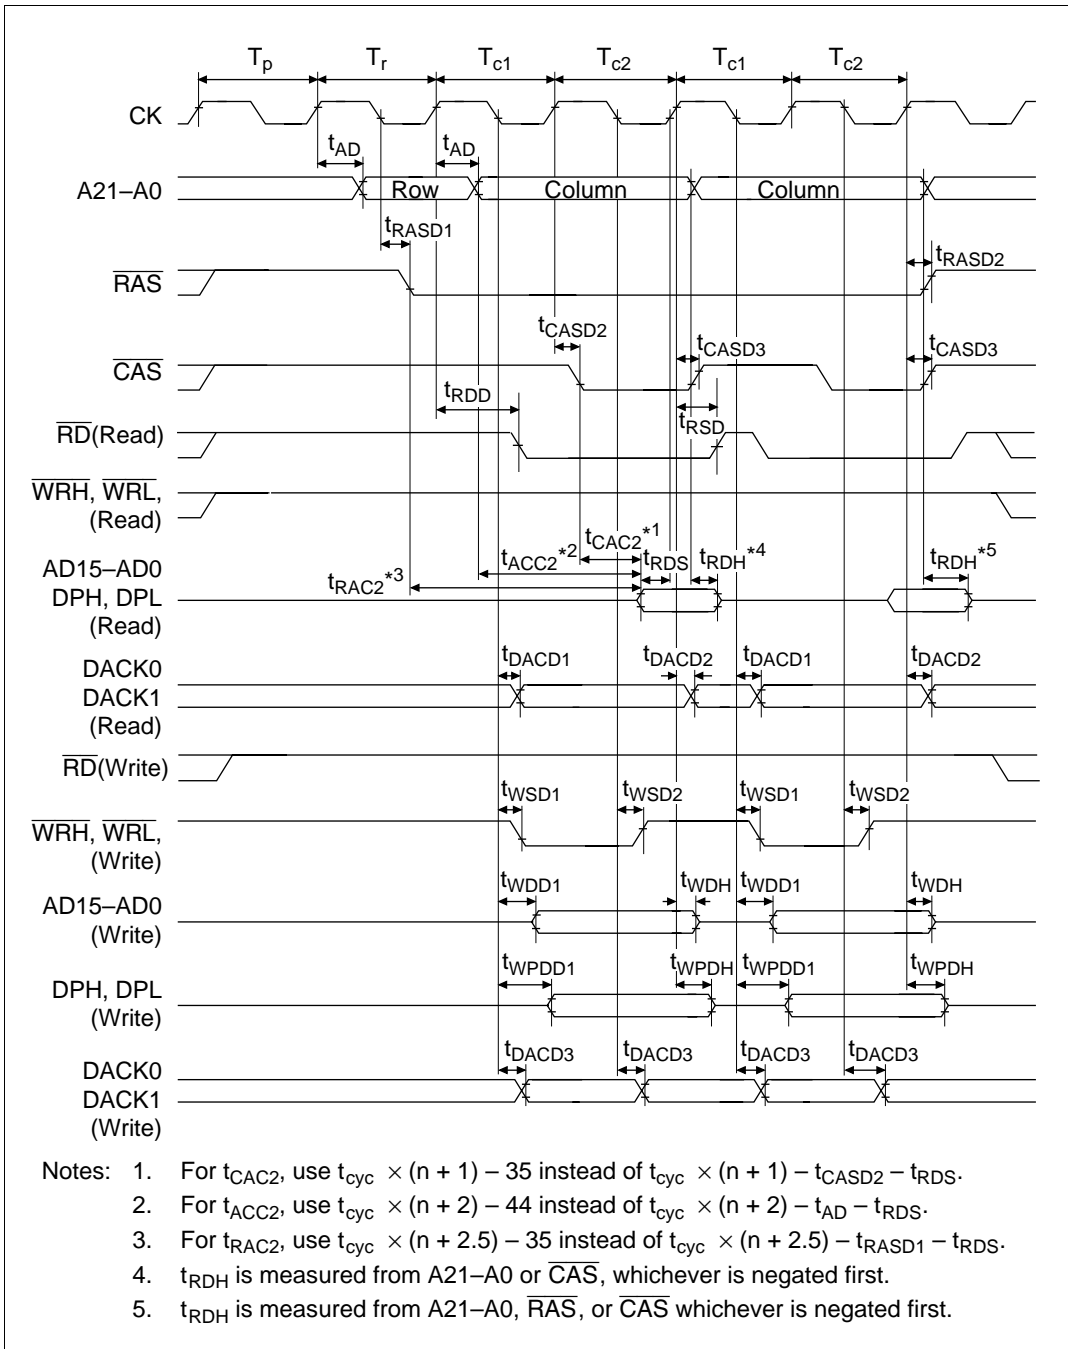 Tp Tr Tc1 Tc2 Tc1 Tc2
CK
tAD tAD
A21–A0 Row Column Column
tRASD1
RAS tRASD2
tCASD2 tCASD3 tCASD3
CAS
tRDD tRSD
RD(Read)
WRH, WRL,
(Read)
tCAC2*1
tACC2*2 tRDS tRDH*4 tRDH*5
tRAC2*3
AD15–AD0
DPH, DPL
(Read)
tDACD1 tDACD2 tDACD1 tDACD2
DACK0
DACK1
(Read)
RD(Write)
tWSD1 tWSD2 tWSD1 tWSD2
WRH, WRL,
(Write)
tWDD1 tWDH tWDD1 tWDH
AD15–AD0
(Write)
tWPDD1 tWPDH tWPDD1 tWPDH
DPH, DPL
(Write)
tDACD3 tDACD3 tDACD3 tDACD3
DACK0
DACK1
(Write)
Notes: 1. For tCAC2, use tcyc × (n + 1) – 35 instead of tcyc × (n + 1) – tCASD2 – tRDS.
2. For tACC2, use tcyc × (n + 2) – 44 instead of tcyc × (n + 2) – tAD – tRDS.
3. For tRAC2, use tcyc × (n + 2.5) – 35 instead of tcyc × (n + 2.5) – tRASD1 – tRDS.
4. tRDH is measured from A21–A0 or CAS, whichever is negated first.
5. tRDH is measured from A21–A0, RAS, or CAS whichever is negated first.